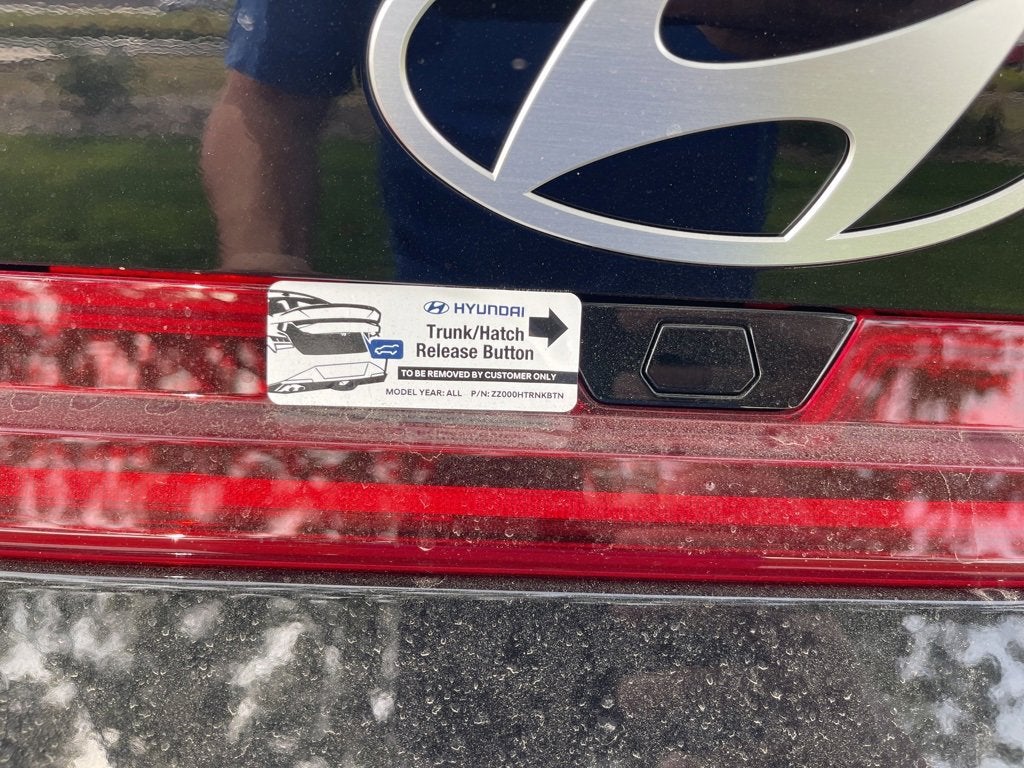 HYUNDAI
Trunk/Hatch
Release Button
TO BE REMOVED BY CUSTOMER ONLY
MODEL YEAR: ALL P/N: ZZ000HTRNKBTN